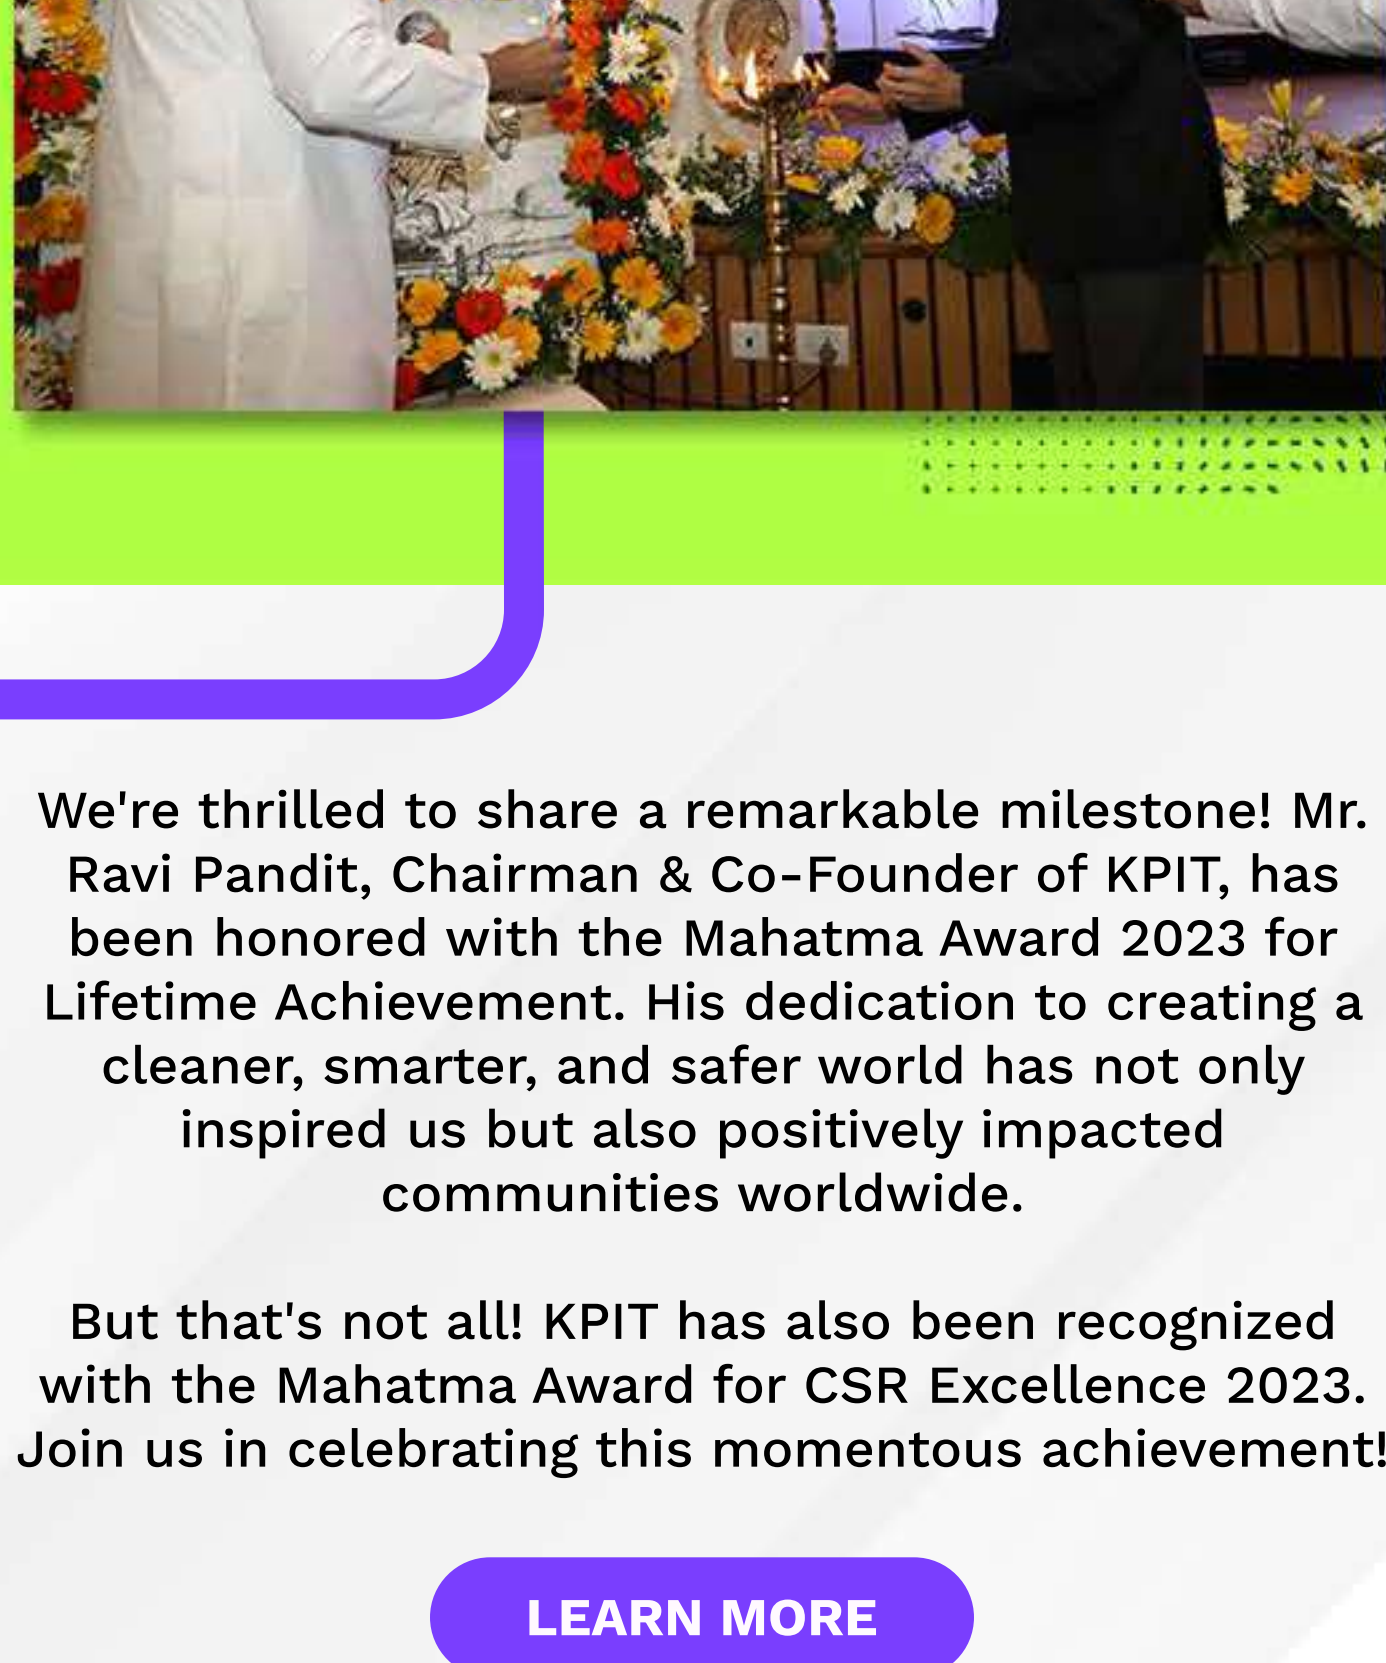 We're thrilled to share a remarkable milestone! Mr.
Ravi Pandit, Chairman & Co-Founder of KPIT, has
been honored with the Mahatma Award 2023 for
Lifetime Achievement. His dedication to creating a
cleaner, smarter, and safer world has not only
inspired us but also positively impacted
communities worldwide.
But that's not all! KPIT has also been recognized
with the Mahatma Award for CSR Excellence 2023.
Join us in celebrating this momentous achievement!
LEARN MORE